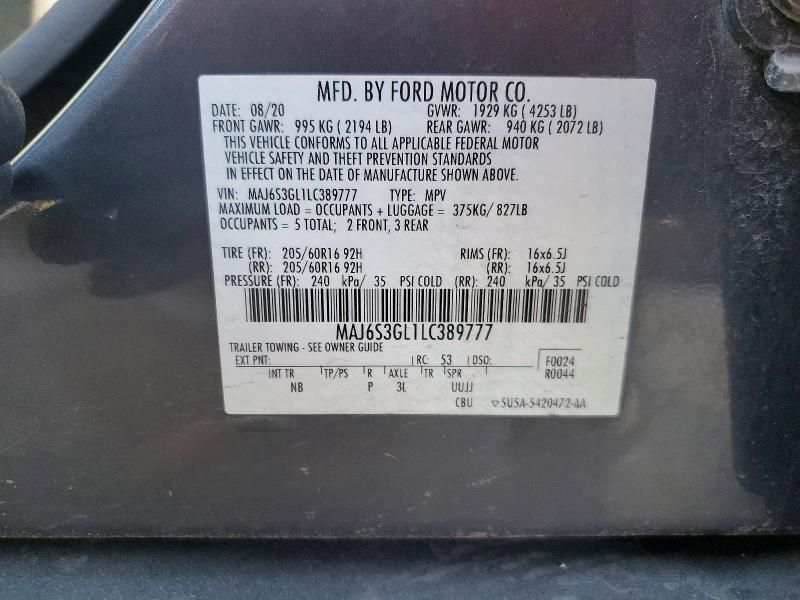 MFD. BY FORD MOTOR CO.
DATE: 08/20 GVWR: 1929 KG ( 4253 LB)
FRONT GAWR: 995 KG ( 2194 LB) REAR GAWR: 940 KG ( 2072 LB)
THIS VEHICLE CONFORMS TO ALL APPLICABLE FEDERAL MOTOR
VEHICLE SAFETY AND THEFT PREVENTION STANDARDS
IN EFFECT ON THE DATE OF MANUFACTURE SHOWN ABOVE.
VIN: MAJ6S3GL1LC389777 TYPE: MPV
MAXIMUM LOAD = OCCUPANTS + LUGGAGE = 375KG/ 827LB
OCCUPANTS = 5 TOTAL; 2 FRONT, 3 REAR
TIRE (FR): 205/60R16 92H RIMS (FR): 16x6.5J
(RR): 205/60R16 92H (RR): 16x6.5J
PRESSURE (FR): 240 kPa/ 35 PSI COLD (RR): 240 kPa/ 35 PSI COLD
MAJ6S3GL1LC389777
TRAILER TOWING - SEE OWNER GUIDE
EXT PNT: RC: 53 DSO: F0024
INT TR TP/PS R AXLE TR SPR R0044
NB P 3L UUJJ
CBU 5U5A-5420472-AA